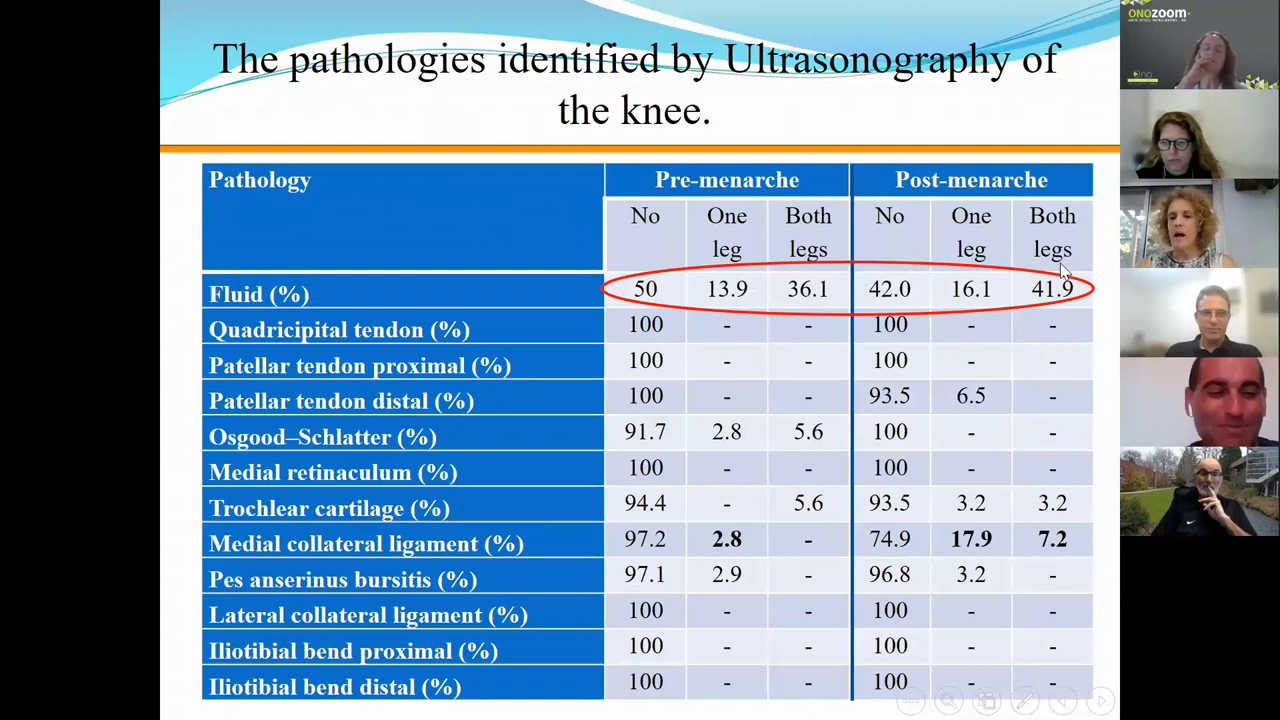 The pathologies identified by Ultrasonography of
the knee.
Pathology Pre-menarche Post-menarche
No One leg Both legs No One leg Both legs
Fluid (%) 50 13.9 36.1 42.0 16.1 41.9
Quadricipital tendon (%) 100 - - 100 - -
Patellar tendon proximal (%) 100 - - 100 - -
Patellar tendon distal (%) 100 - - 93.5 6.5 -
Osgood–Schlatter (%) 91.7 2.8 5.6 100 - -
Medial retinaculum (%) 100 - - 100 - -
Trochlear cartilage (%) 94.4 - 5.6 93.5 3.2 3.2
Medial collateral ligament (%) 97.2 2.8 - 74.9 17.9 7.2
Pes anserinus bursitis (%) 97.1 2.9 - 96.8 3.2 -
Lateral collateral ligament (%) 100 - - 100 - -
Iliotibial bend proximal (%) 100 - - 100 - -
Iliotibial bend distal (%) 100 - - 100 - -
ONOZOOM
Ono